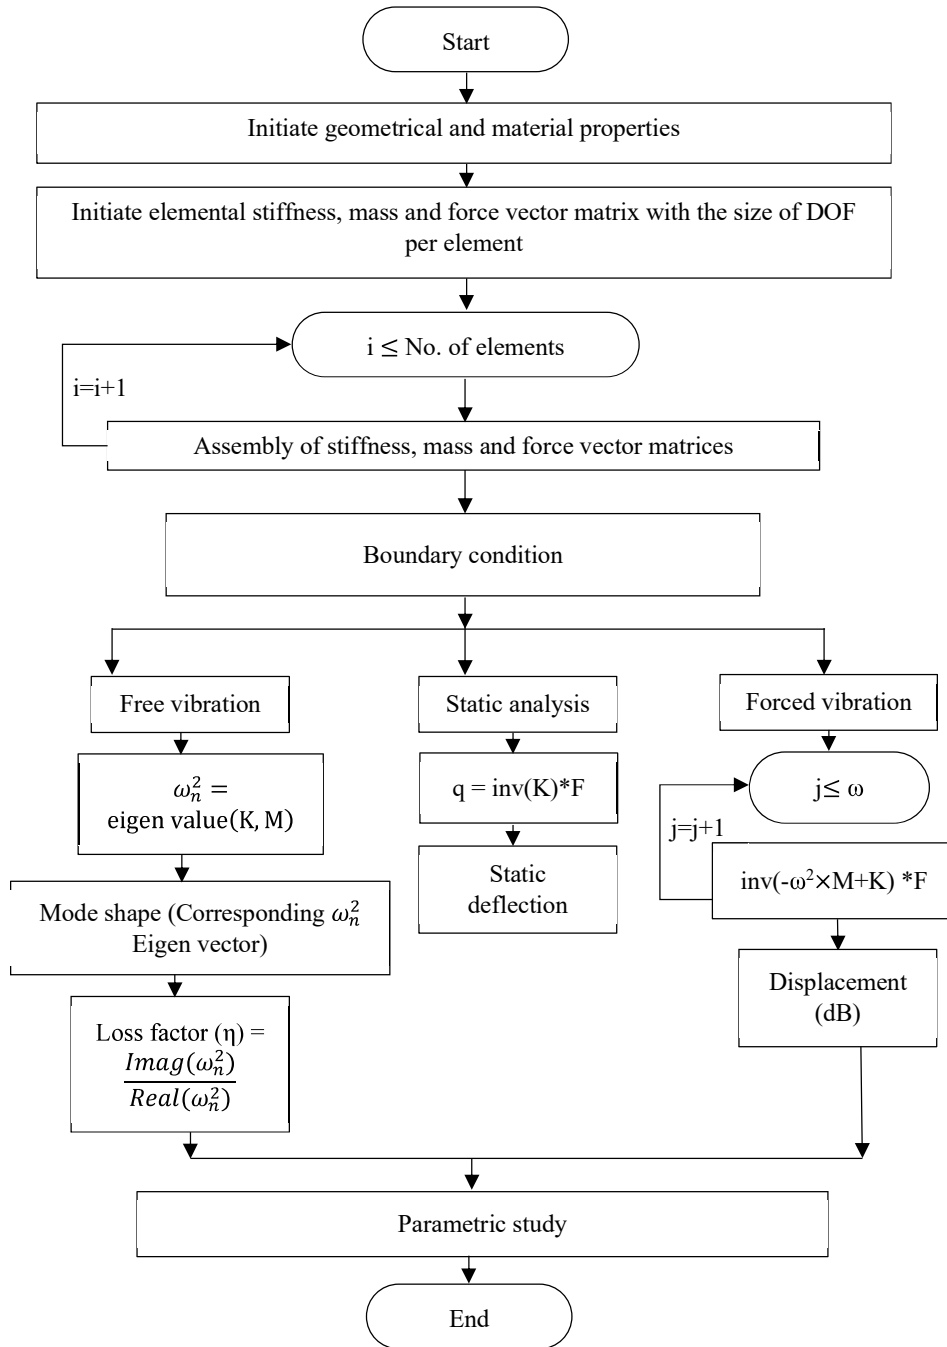 Start
Initiate geometrical and material properties
Initiate elemental stiffness, mass and force vector matrix with the size of DOF
per element
i ≤ No. of elements
i=i+1
Assembly of stiffness, mass and force vector matrices
Boundary condition
Free vibration
ω_n^2 =
eigen value(K, M)
Mode shape (Corresponding ω_n^2
Eigen vector)
Loss factor (η) =
Imag(ω_n^2)
Real(ω_n^2)
Static analysis
q = inv(K)*F
Static
deflection
Forced vibration
j≤ ω
j=j+1
inv(-ω²×M+K) *F
Displacement
(dB)
Parametric study
End